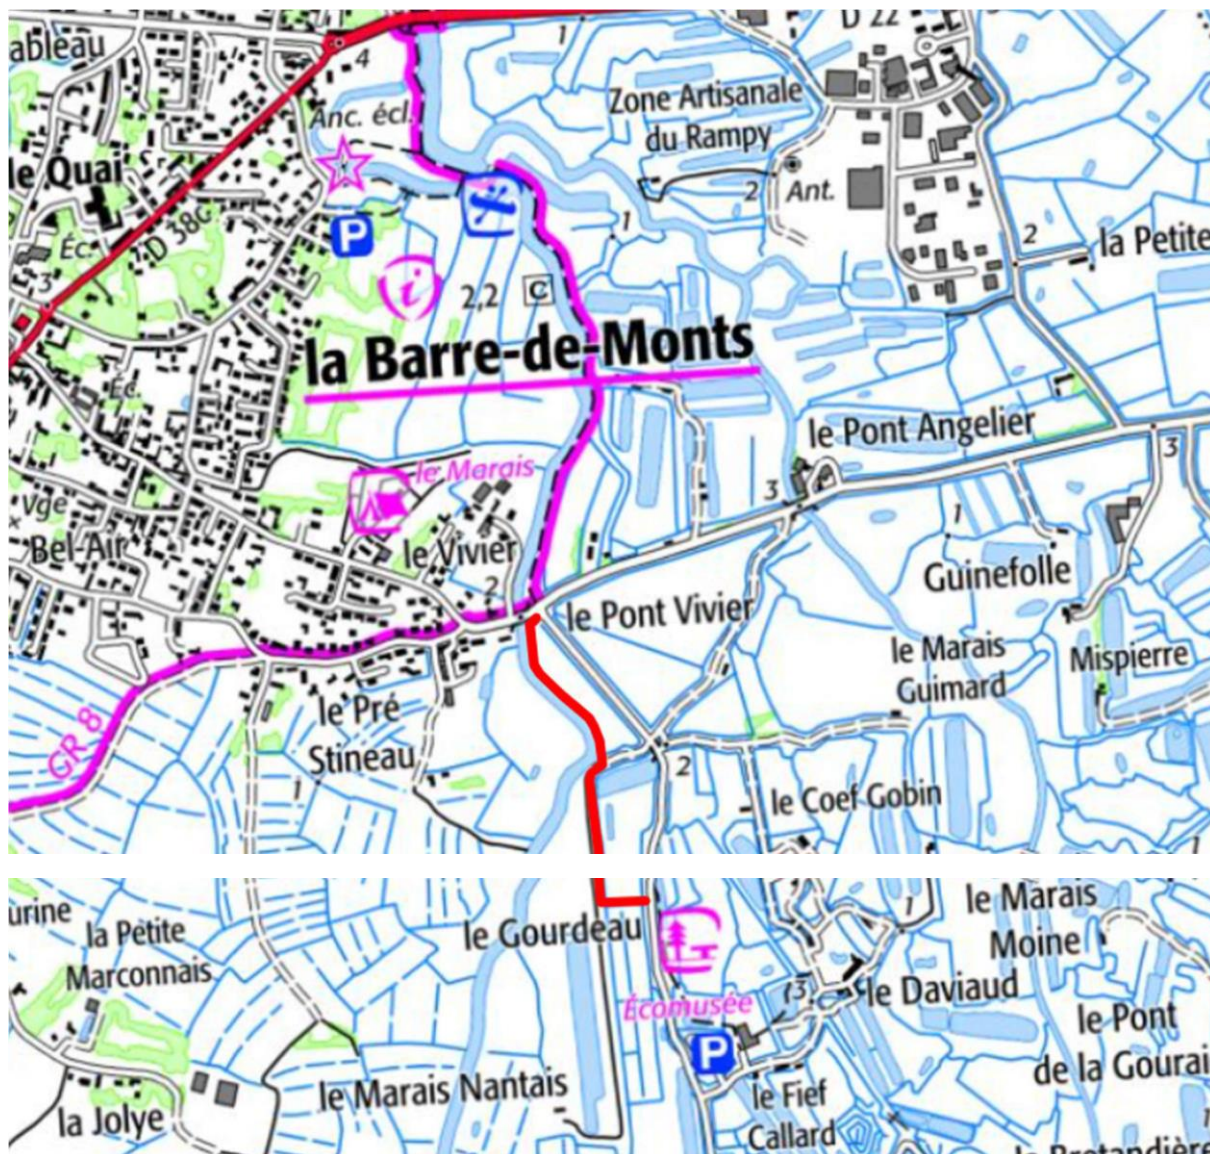 ableau
4
1
D 22
Anc. écl.
Zone Artisanale
du Rampy
le Quai
2
Ant.
P
1
2
la Petite
Éc.
D 38C
3
i
2,2
C
la Barre-de-Monts
Éc.
le Pont Angelier
le Marais
3
3
Vge
1
Bel-Air
le Vivier
2
Guinefolle
le Pont Vivier
le Marais
Guimard
Mispierre
GR 8
le Pré
Stineau
1
2
le Coef Gobin
1
urine
la Petite
Marconnais
le Gourdeau
1
le Marais
Moine
Écomusée
3
le Daviaud
P
le Pont
de la Gourai
le Marais Nantais
le Fief
Callard
la Jolye
1
la Bretandière